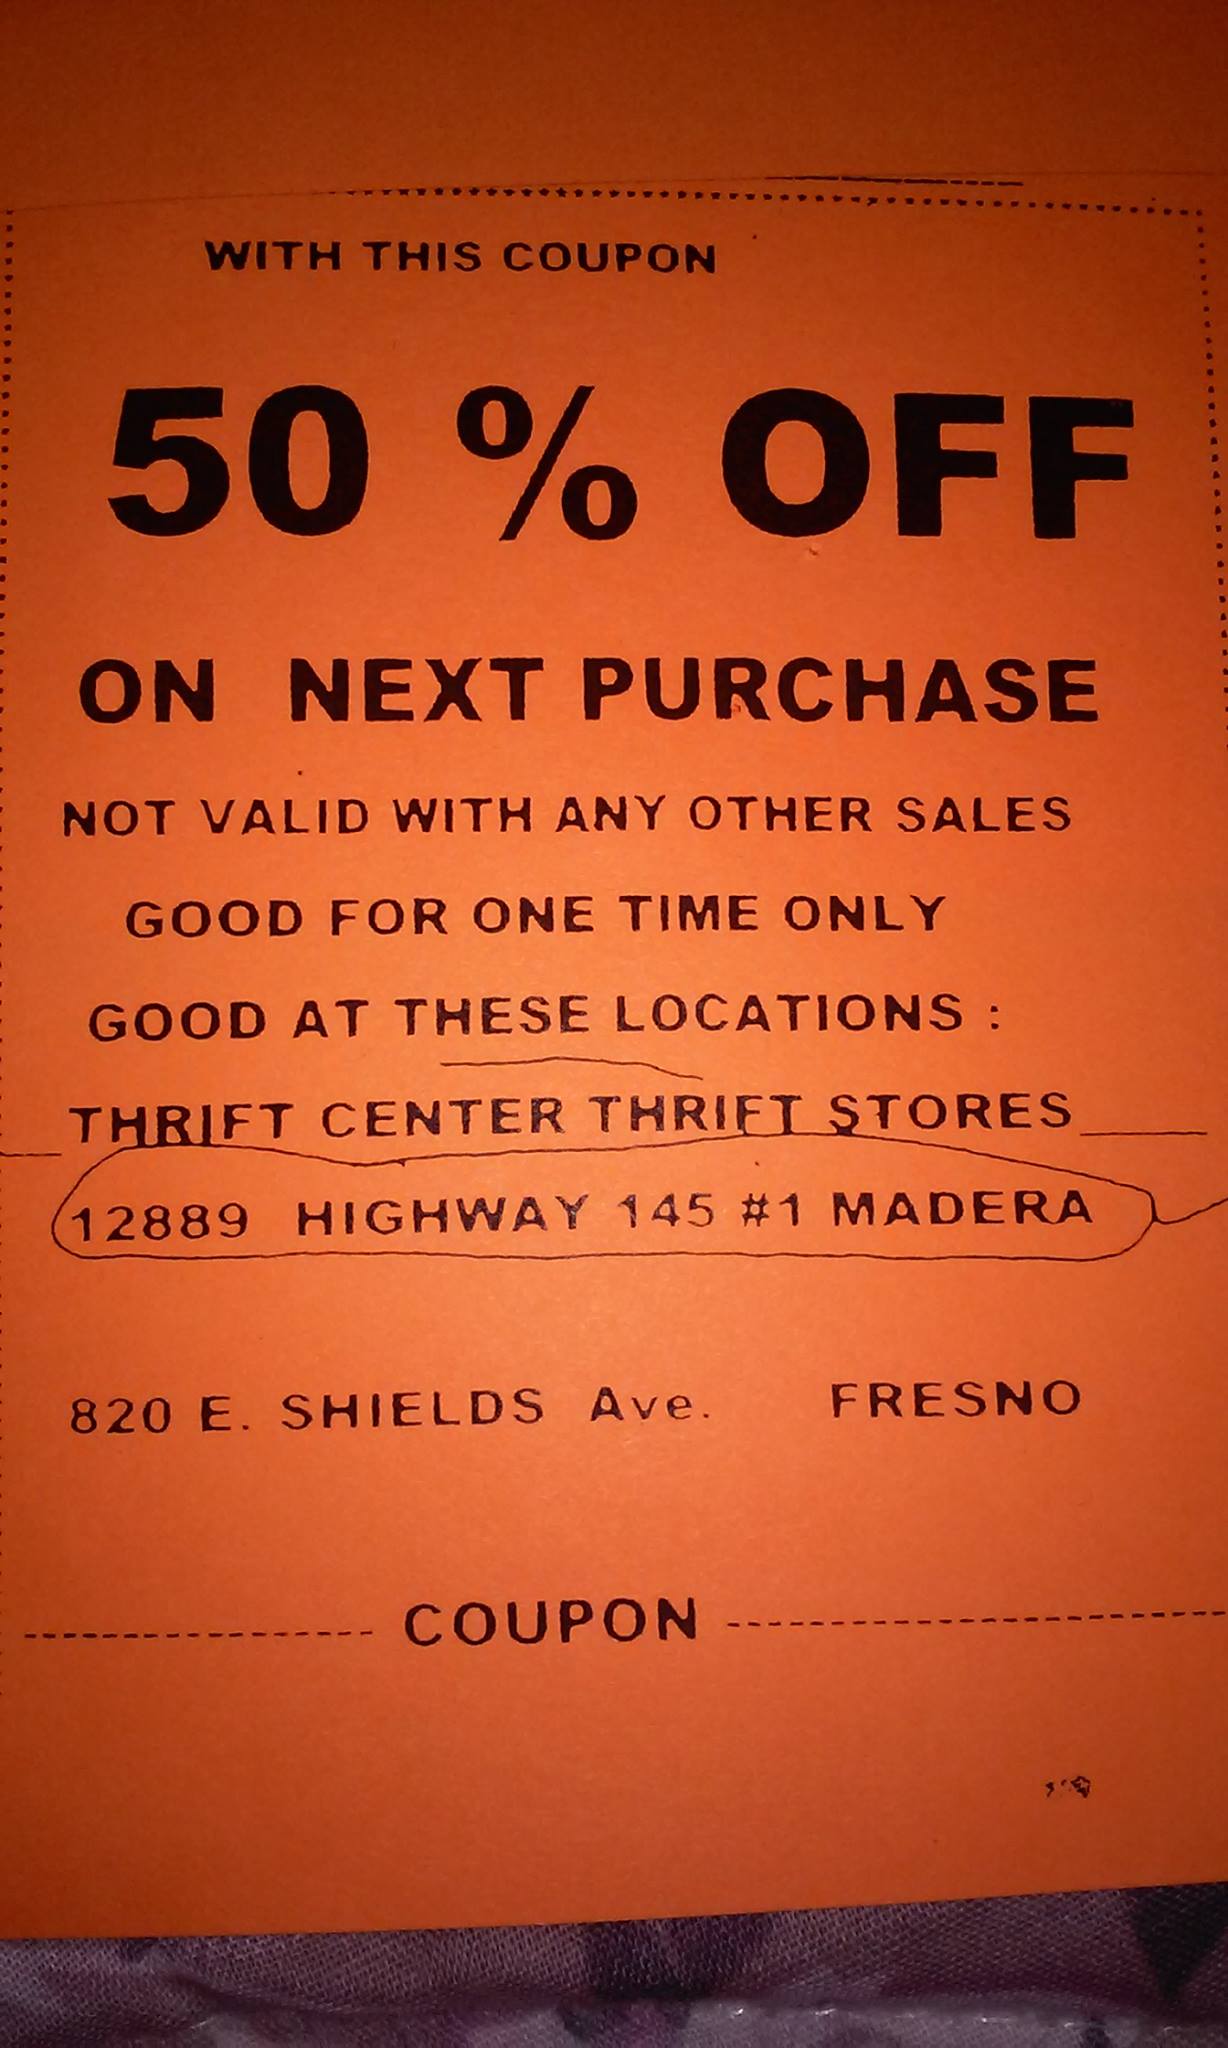 WITH THIS COUPON
50 % OFF
ON NEXT PURCHASE
NOT VALID WITH ANY OTHER SALES
GOOD FOR ONE TIME ONLY
GOOD AT THESE LOCATIONS :
THRIFT CENTER THRIFT STORES
12889 HIGHWAY 145 #1 MADERA
820 E. SHIELDS Ave. FRESNO
COUPON